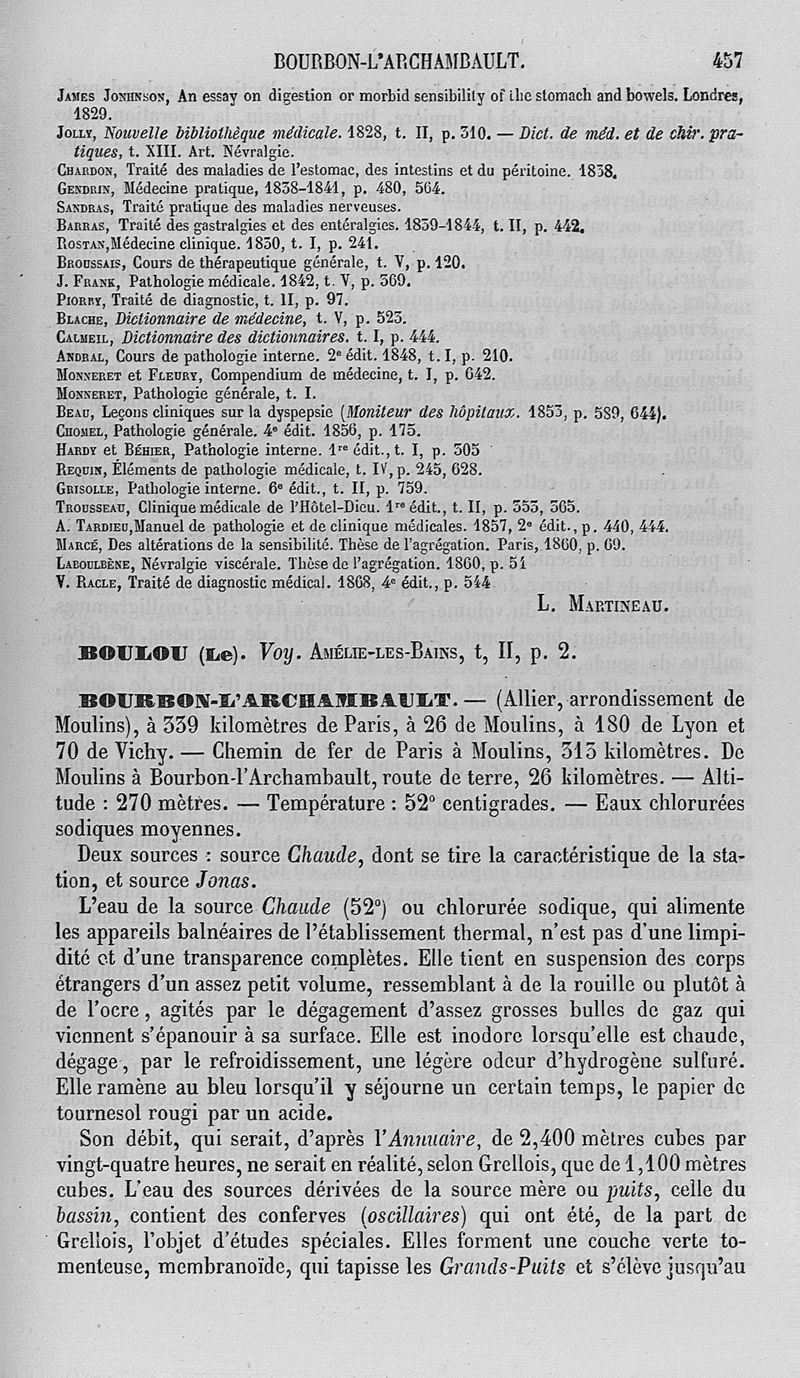 BOURBON-L'ARCHAMBAULT. 457
JAMES JONHNSON, An essay on digestion or morbid sensibility of the stomach and bowels. Londres,
1829.
JOLLY, Nouvelle bibliothèque médicale. 1828, t. II, p. 310. — Dict. de méd. et de chir. pra-
tiques, t. XIII. Art. Névralgie.
CHARDON, Traité des maladies de l'estomac, des intestins et du péritoine. 1838.
GENDRIN, Médecine pratique, 1838-1841, p. 480, 564.
SANDRAS, Traité pratique des maladies nerveuses.
BARRAS, Traité des gastralgies et des entéralgies. 1839-1844, t. II, p. 442.
ROSTAN, Médecine clinique. 1830, t. I, p. 241.
BROUSSAIS, Cours de thérapeutique générale, t. V, p. 120.
J. FRANK, Pathologie médicale. 1842, t. V, p. 369.
PIORRY, Traité de diagnostic, t. II, p. 97.
BLACHE, Dictionnaire de médecine, t. V, p. 523.
CALMEIL, Dictionnaire des dictionnaires. t. I, p. 444.
ANDRAL, Cours de pathologie interne. 2e édit. 1848, t. I, p. 210.
MONNERET et FLEURY, Compendium de médecine, t. I, p. 642.
MONNERET, Pathologie générale, t. I.
BEAU, Leçons cliniques sur la dyspepsie (Moniteur des hôpitaux. 1853, p. 589, 644).
CHOMEL, Pathologie générale. 4e édit. 1856, p. 175.
HARDY et BÉHIER, Pathologie interne. 1re édit., t. I, p. 305
REQUIN, Éléments de pathologie médicale, t. IV, p. 245, 628.
GRISOLLE, Pathologie interne. 6e édit., t. II, p. 759.
TROUSSEAU, Clinique médicale de l'Hôtel-Dieu. 1re édit., t. II, p. 353, 365.
A. TARDIEU, Manuel de pathologie et de clinique médicales. 1857, 2e édit., p. 440, 444.
MARCÉ, Des altérations de la sensibilité. Thèse de l'agrégation. Paris, 1860, p. 69.
LABOULBÈNE, Névralgie viscérale. Thèse de l'agrégation. 1860, p. 51
V. RACLE, Traité de diagnostic médical. 1868, 4e édit., p. 544
L. MARTINEAU.
BOULOU (Le). Voy. AMÉLIE-LES-BAINS, t, II, p. 2.
BOURBON-L'ARCHAMBAULT. — (Allier, arrondissement de
Moulins), à 339 kilomètres de Paris, à 26 de Moulins, à 180 de Lyon et
70 de Vichy. — Chemin de fer de Paris à Moulins, 313 kilomètres. De
Moulins à Bourbon-l'Archambault, route de terre, 26 kilomètres. — Alti-
tude : 270 mètres. — Température : 52° centigrades. — Eaux chlorurées
sodiques moyennes.
Deux sources : source Chaude, dont se tire la caractéristique de la sta-
tion, et source Jonas.
L'eau de la source Chaude (52°) ou chlorurée sodique, qui alimente
les appareils balnéaires de l'établissement thermal, n'est pas d'une limpi-
dité et d'une transparence complètes. Elle tient en suspension des corps
étrangers d'un assez petit volume, ressemblant à de la rouille ou plutôt à
de l'ocre, agités par le dégagement d'assez grosses bulles de gaz qui
viennent s'épanouir à sa surface. Elle est inodore lorsqu'elle est chaude,
dégage, par le refroidissement, une légère odeur d'hydrogène sulfuré.
Elle ramène au bleu lorsqu'il y séjourne un certain temps, le papier de
tournesol rougi par un acide.
Son débit, qui serait, d'après l'Annuaire, de 2,400 mètres cubes par
vingt-quatre heures, ne serait en réalité, selon Grellois, que de 1,100 mètres
cubes. L'eau des sources dérivées de la source mère ou puits, celle du
bassin, contient des conferves (oscillaires) qui ont été, de la part de
Grellois, l'objet d'études spéciales. Elles forment une couche verte to-
menteuse, membranoïde, qui tapisse les Grands-Puits et s'élève jusqu'au